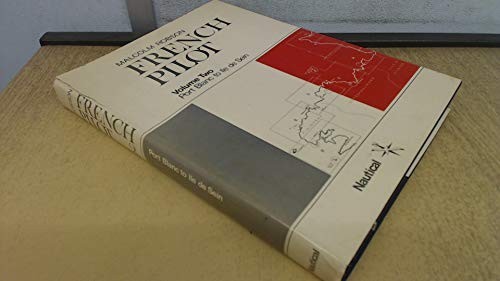 MALCOLM ROBSON
FRENCH
PILOT
Volume Two
Port Blanc to Ile de Sein
Nautical
FRENCH
PILOT
Port Blanc to Ile de Sein
Nautical